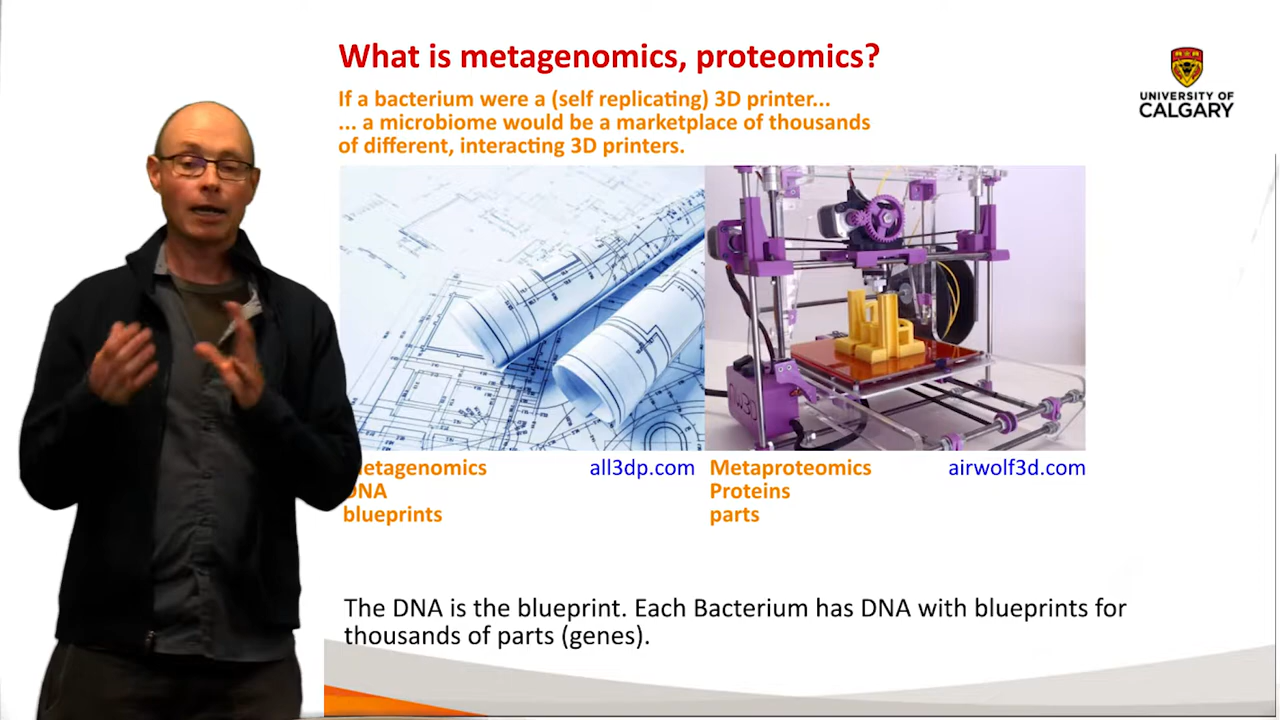 What is metagenomics, proteomics?
If a bacterium were a (self replicating) 3D printer...
... a microbiome would be a marketplace of thousands
of different, interacting 3D printers.
UNIVERSITY OF
CALGARY
etagenomics
DNA
blueprints
all3dp.com
Metaproteomics
Proteins
parts
airwolf3d.com
The DNA is the blueprint. Each Bacterium has DNA with blueprints for
thousands of parts (genes).